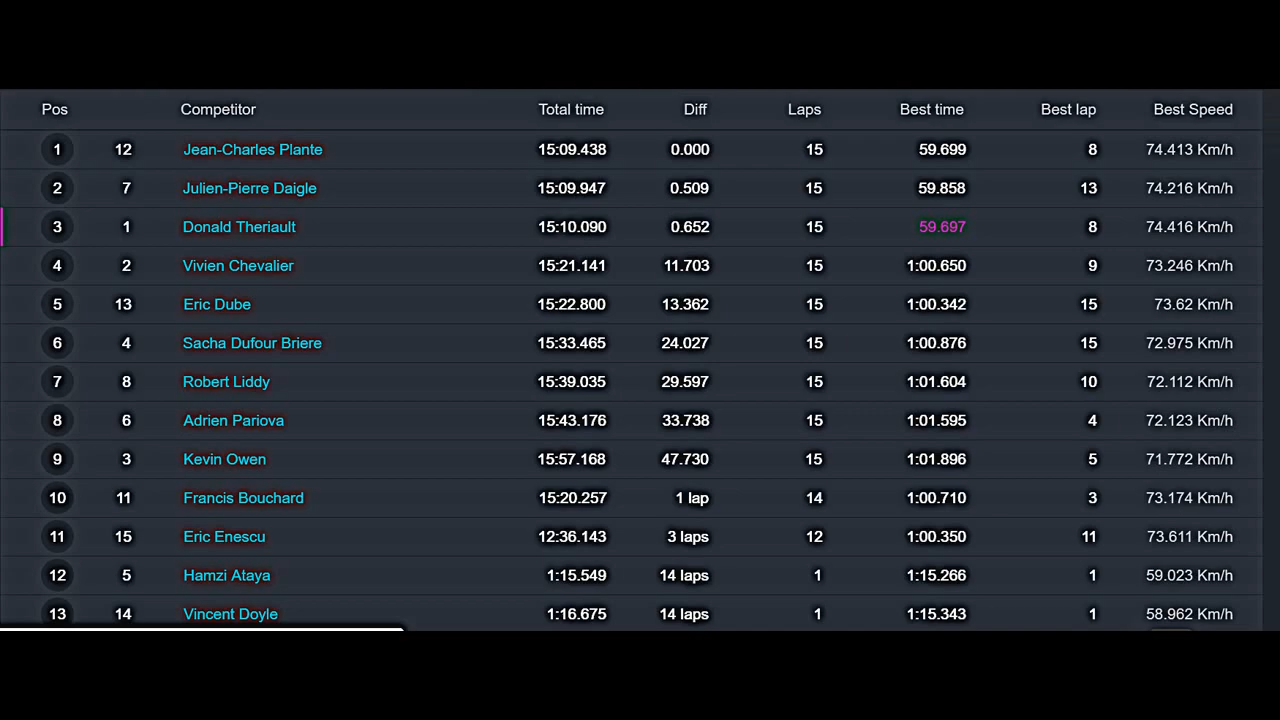 Pos Competitor Total time Diff Laps Best time Best lap Best Speed
1 12 Jean-Charles Plante 15:09.438 0.000 15 59.699 8 74.413 Km/h
2 7 Julien-Pierre Daigle 15:09.947 0.509 15 59.858 13 74.216 Km/h
3 1 Donald Theriault 15:10.090 0.652 15 59.697 8 74.416 Km/h
4 2 Vivien Chevalier 15:21.141 11.703 15 1:00.650 9 73.246 Km/h
5 13 Eric Dube 15:22.800 13.362 15 1:00.342 15 73.62 Km/h
6 4 Sacha Dufour Briere 15:33.465 24.027 15 1:00.876 15 72.975 Km/h
7 8 Robert Liddy 15:39.035 29.597 15 1:01.604 10 72.112 Km/h
8 6 Adrien Pariova 15:43.176 33.738 15 1:01.595 4 72.123 Km/h
9 3 Kevin Owen 15:57.168 47.730 15 1:01.896 5 71.772 Km/h
10 11 Francis Bouchard 15:20.257 1 lap 14 1:00.710 3 73.174 Km/h
11 15 Eric Enescu 12:36.143 3 laps 12 1:00.350 11 73.611 Km/h
12 5 Hamzi Ataya 1:15.549 14 laps 1 1:15.266 1 59.023 Km/h
13 14 Vincent Doyle 1:16.675 14 laps 1 1:15.343 1 58.962 Km/h